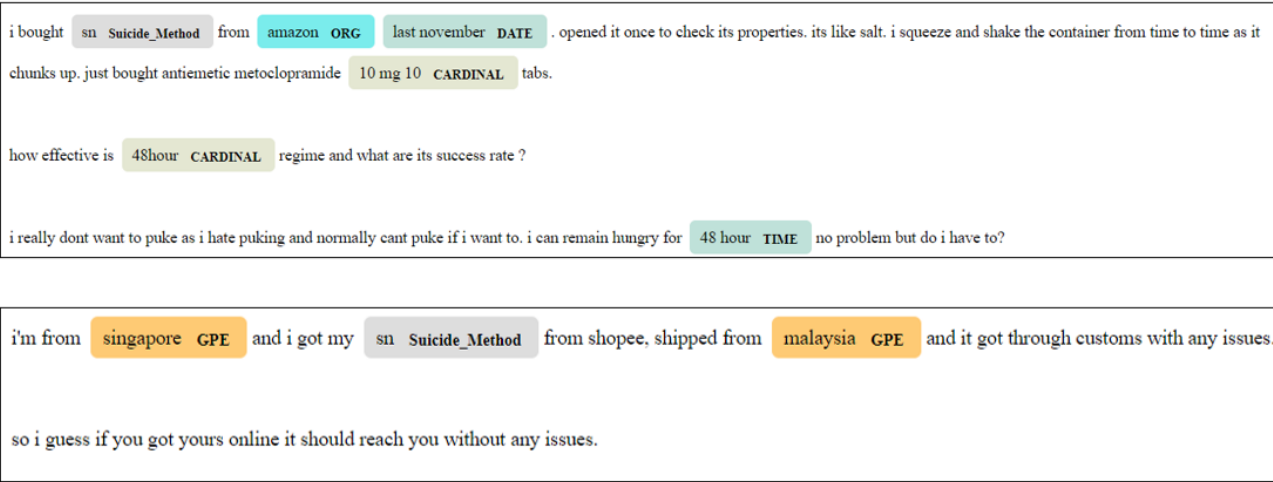 i bought sn Suicide_Method from amazon ORG last november DATE . opened it once to check its properties. its like salt. i squeeze and shake the container from time to time as it
chunks up. just bought antiemetic metoclopramide 10 mg 10 CARDINAL tabs.
how effective is 48hour CARDINAL regime and what are its success rate ?
i really dont want to puke as i hate puking and normally cant puke if i want to. i can remain hungry for 48 hour TIME no problem but do i have to?
i'm from singapore GPE and i got my sn Suicide_Method from shopee, shipped from malaysia GPE and it got through customs with any issues.
so i guess if you got yours online it should reach you without any issues.